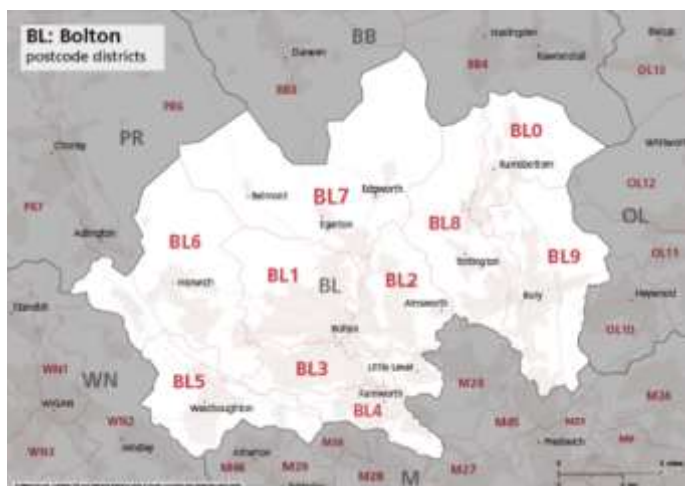 BL: Bolton
postcode districts
BB
Haslingden
Rawtenstall
Bacup
Darwen
BB3
BB4
OL13
PR6
BL0
PR
Chorley
Ramsbottom
Whitworth
OL12
Belmont
BL7
Edgworth
PR7
Egerton
BL8
OL
Adlington
BL6
BL1
BL
BL2
Tottington
BL9
OL11
Horwich
Ainsworth
Bury
Heywood
Standish
Bolton
OL10
WN1
WN
BL5
BL3
Little Lever
Farnworth
M26
WIGAN
Westhoughton
BL4
WN2
Hindley
Atherton
M38
M45
Prestwich
M25
M9
WN3
M46
M29
M28
M
M27